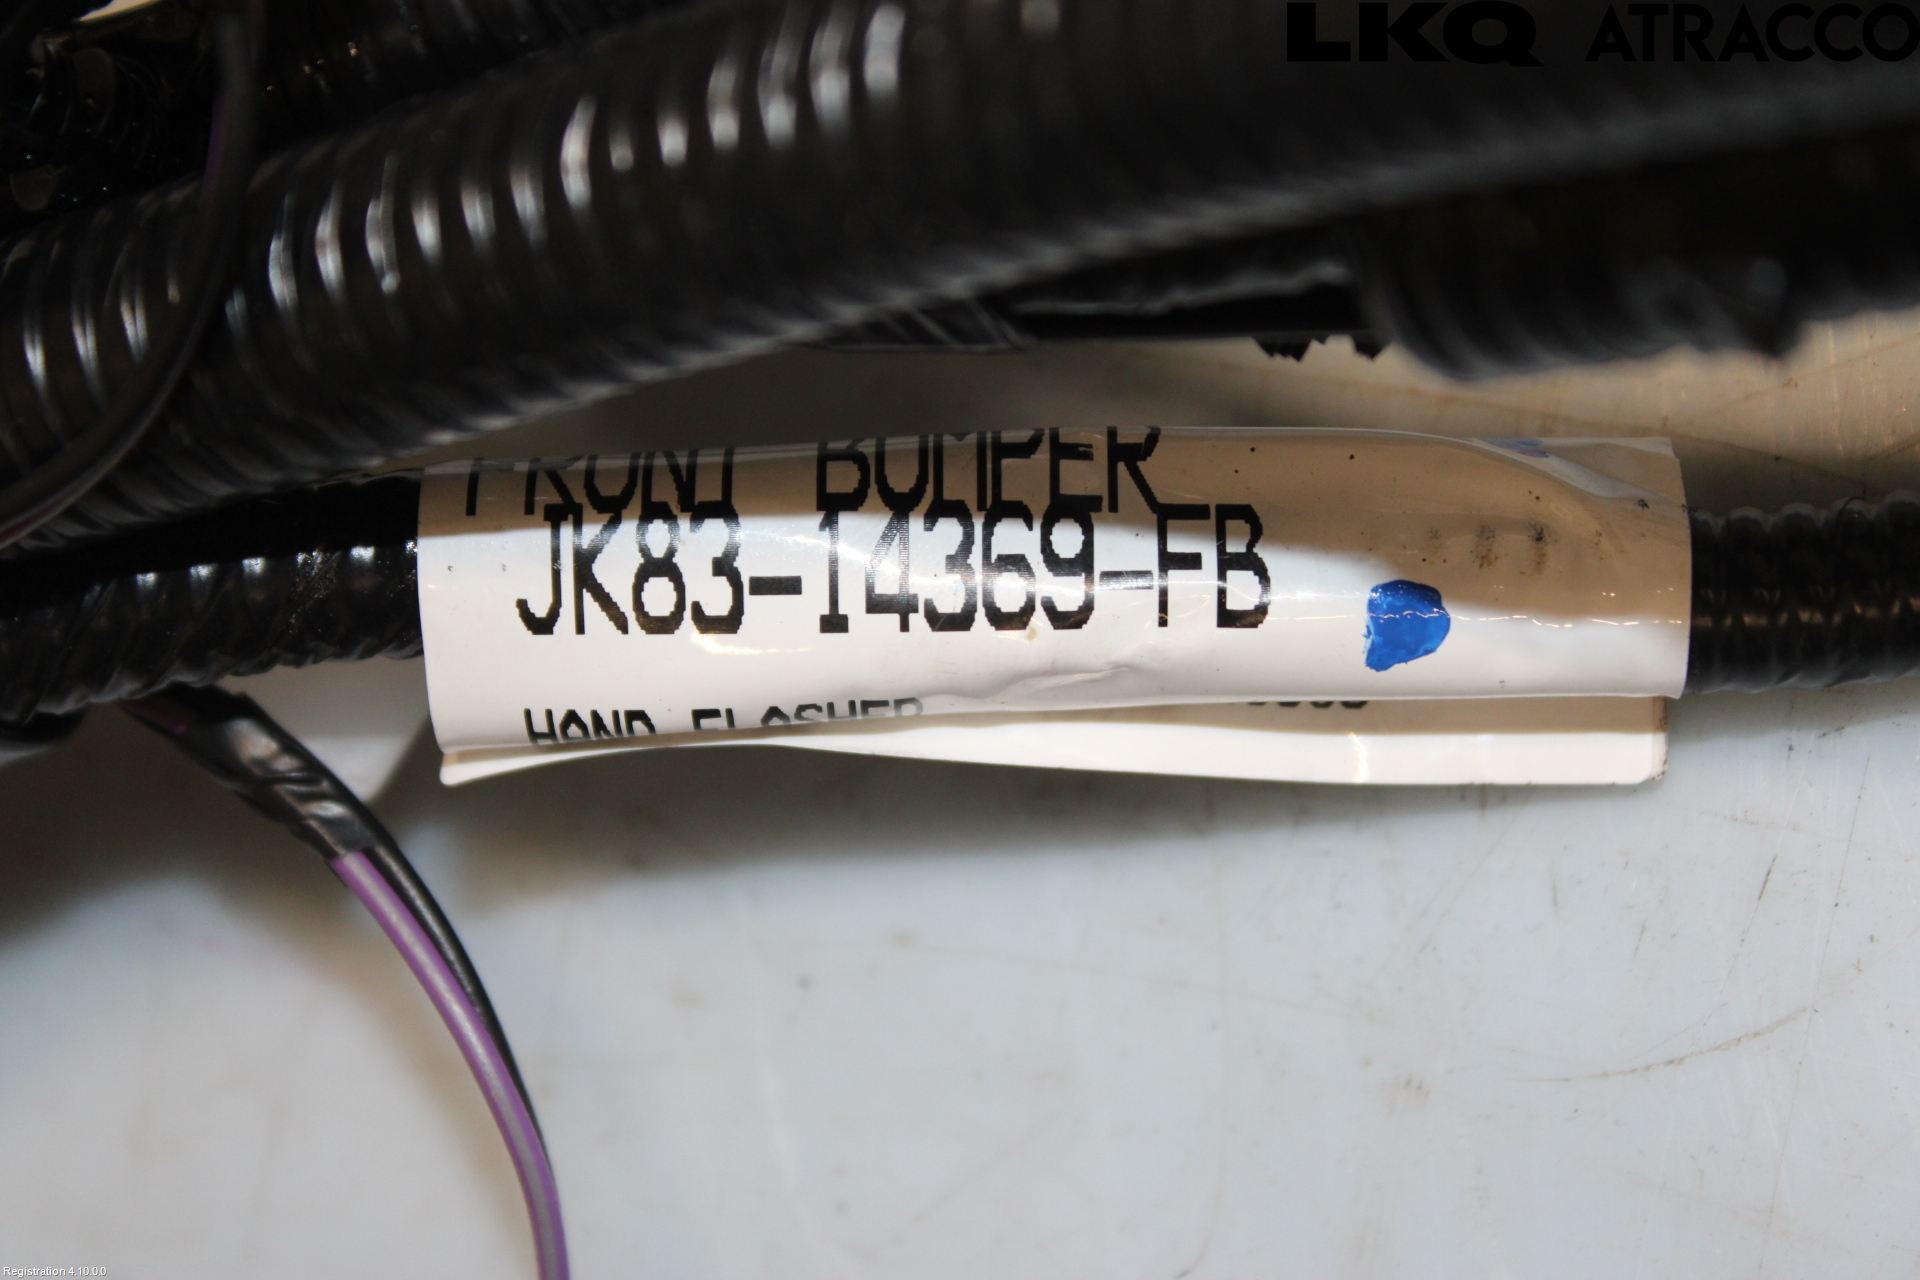 LKQ ATRACCO
FRONT BUMPER
JK83-14369-FB
HAND FLASHER
Registration 4.10.0.0